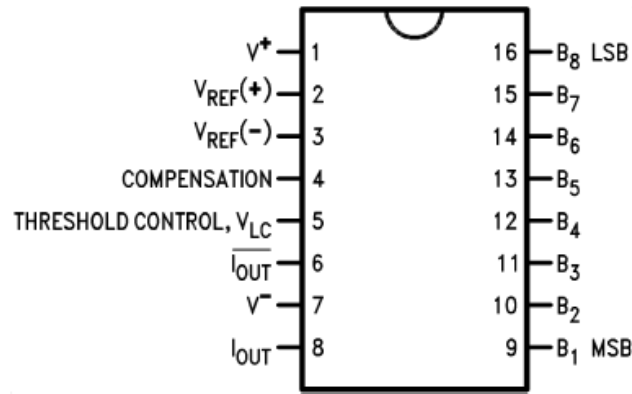 V+ 1 16 B8 LSB
VREF(+) 2 15 B7
VREF(-) 3 14 B6
COMPENSATION 4 13 B5
THRESHOLD CONTROL, VLC 5 12 B4
IOUT 6 11 B3
V- 7 10 B2
IOUT 8 9 B1 MSB